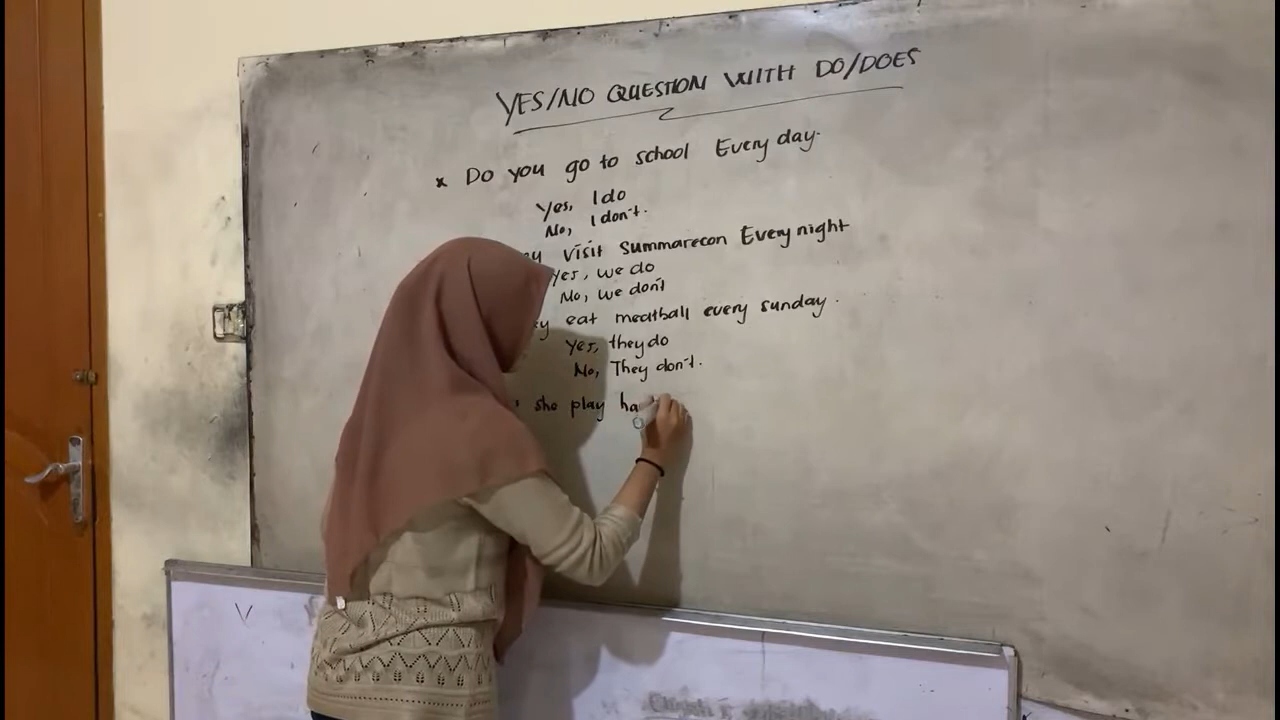 YES/NO QUESTION WITH DO/DOES
x Do you go to school Every day.
Yes, I do
No, I don't.
visit Summarecon Every night
yes, we do
No, we don't
eat meatball every sunday.
Yes, they do
No, They don't.
she play